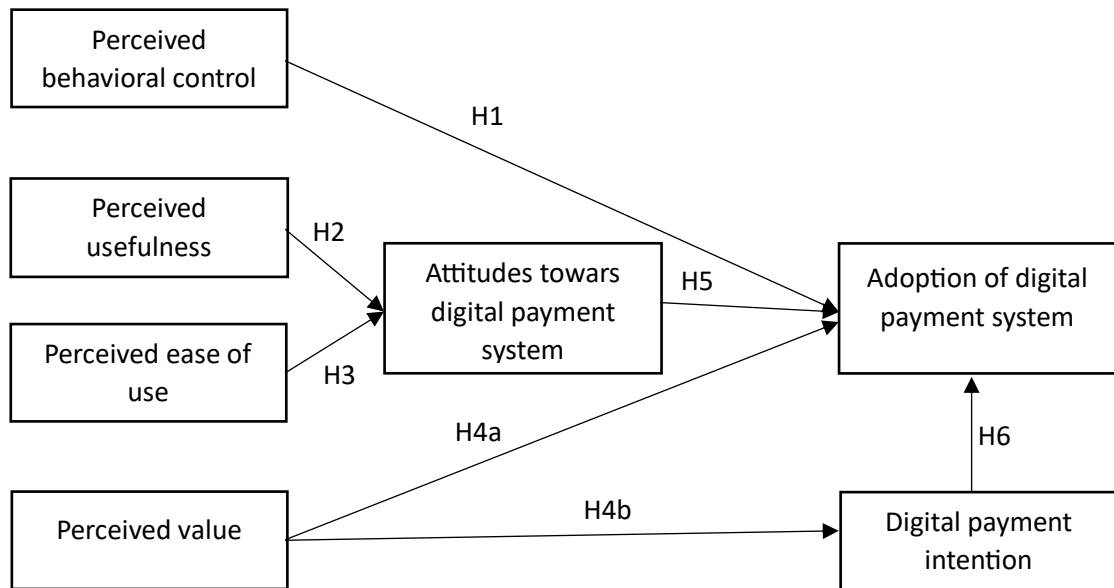 Perceived
behavioral control
H1
Perceived
usefulness
H2
Attitudes towars
digital payment
system
H5
Adoption of digital
payment system
Perceived ease of
use
H3
H4a
H6
Perceived value
H4b
Digital payment
intention